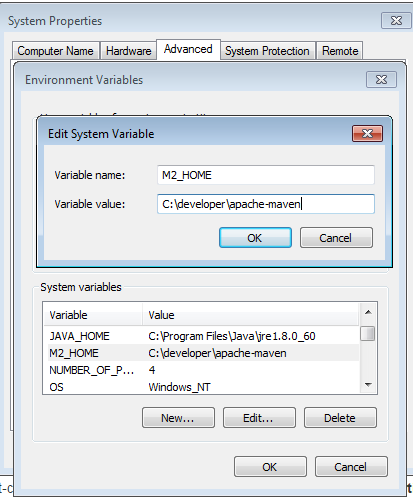 System Properties
Computer Name Hardware Advanced System Protection Remote
Environment Variables
Edit System Variable
Variable name: M2_HOME
Variable value: C:\developer\apache-maven
OK Cancel
System variables
Variable Value
JAVA_HOME C:\Program Files\Java\jre1.8.0_60
M2_HOME C:\developer\apache-maven
NUMBER_OF_P... 4
OS Windows_NT
New... Edit... Delete
OK Cancel